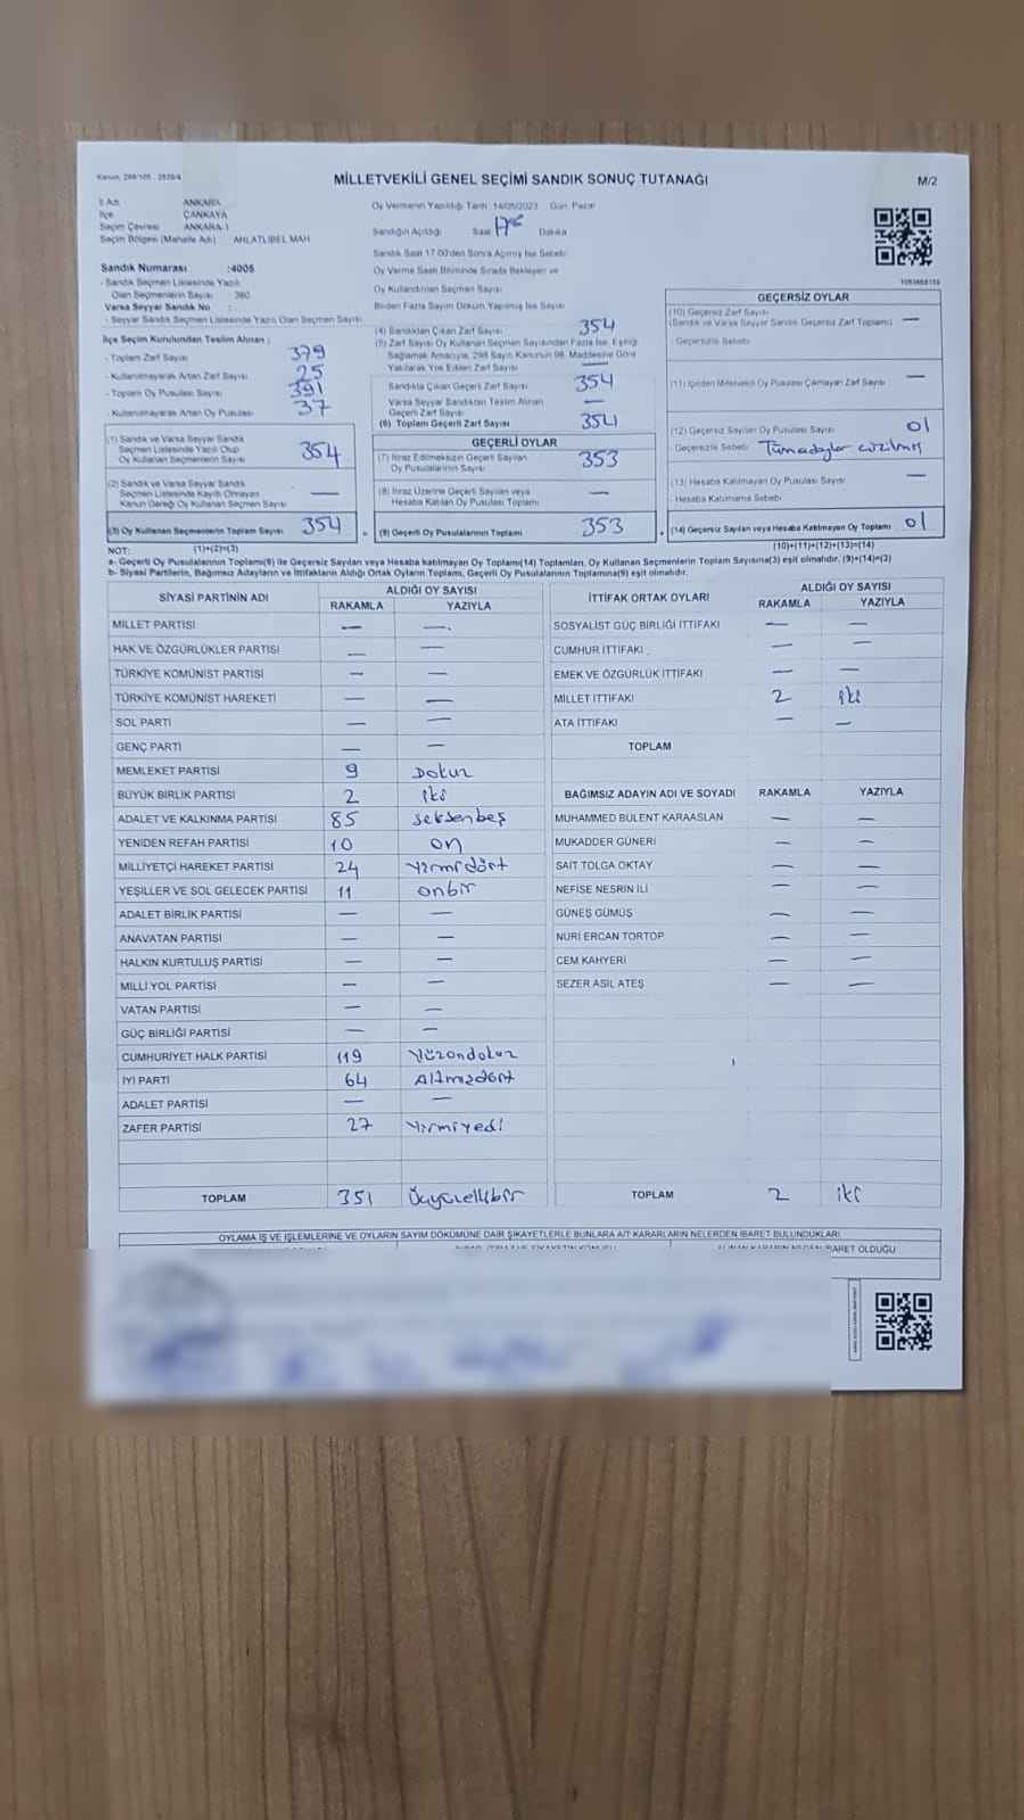 MİLLETVEKİLİ GENEL SEÇİMİ SANDIK SONUÇ TUTANAĞI
M/2
İl Adı : ANKARA
İlçe ÇANKAYA
Seçim Çevresi ANKARA-1
Seçim Bölgesi (Mahalle Adı) AHLATLIBEL MAH
Oy Vermenin Yapıldığı Tarih 14/05/2023 Gün Pazar
Sandığın Açıldığı Saat Dakika
Sandık Saat 17.00'den Sonra Açılmış İse Sebebi
Oy Verme Saati Bitiminde Sırada Bekleyen ve
Oy Kullandırılan Seçmen Sayısı
Birden Fazla Sayım Döküm Yapılmış İse Sayısı
Sandık Numarası :4005
- Sandık Seçmen Listesinde Yazılı
Olan Seçmenlerin Sayısı : 380
Varsa Seyyar Sandık No
- Seyyar Sandık Seçmen Listesinde Yazılı Olan Seçmen Sayısı
İlçe Seçim Kurulundan Teslim Alınan :
- Toplam Zarf Sayısı 379
- Kullanılmayarak Artan Zarf Sayısı 25
- Toplam Oy Pusulası Sayısı 391
- Kullanılmayarak Artan Oy Pusulası 37
(1) Sandık ve Varsa Seyyar Sandık
Seçmen Listesinde Yazılı Olup
Oy Kullanan Seçmenlerin Sayısı 354
(2) Sandık ve Varsa Seyyar Sandık
Seçmen Listesinde Kayıtlı Olmayan
Kanun Gereği Oy Kullanan Seçmen Sayısı —
(3) Oy Kullanan Seçmenlerin Toplam Sayısı 354
(4) Sandıktan Çıkan Zarf Sayısı 354
(5) Zarf Sayısı Oy Kullanan Seçmen Sayısından Fazla İse, Eşitliği
Sağlamak Amacıyla, 298 Sayılı Kanunun 98. Maddesine Göre
Yakılarak Yok Edilen Zarf Sayısı —
Sandıkta Çıkan Geçerli Zarf Sayısı 354
Varsa Seyyar Sandıktan Teslim Alınan
Geçerli Zarf Sayısı —
(6) Toplam Geçerli Zarf Sayısı 354
GEÇERLİ OYLAR
(7) İtiraz Edilmeksizin Geçerli Sayılan
Oy Pusulalarının Sayısı 353
(8) İtiraz Üzerine Geçerli Sayılan veya
Hesaba Katılan Oy Pusulası Toplamı —
(9) Geçerli Oy Pusulalarının Toplamı 353
GEÇERSİZ OYLAR
(10) Geçersiz Zarf Sayısı
(Sandık ve Varsa Seyyar Sandık Geçersiz Zarf Toplamı) —
Geçersizlik Sebebi
(11) İçinden Milletvekili Oy Pusulası Çıkmayan Zarf Sayısı —
(12) Geçersiz Sayılan Oy Pusulası Sayısı 01
Geçersizlik Sebebi Tüm adaylar çizilmiş
(13) Hesaba Katılmayan Oy Pusulası Sayısı —
Hesaba Katılmama Sebebi
(14) Geçersiz Sayılan veya Hesaba Katılmayan Oy Toplamı 01
NOT: (1)+(2)=(3) (10)+(11)+(12)+(13)=(14)
a- Geçerli Oy Pusulalarının Toplamı(9) ile Geçersiz Sayılan veya Hesaba katılmayan Oy Toplamı(14) Toplamları, Oy Kullanan Seçmenlerin Toplam Sayısına(3) eşit olmalıdır. (9)+(14)=(3)
b- Siyasi Partilerin, Bağımsız Adayların ve İttifakların Aldığı Ortak Oyların Toplamı, Geçerli Oy Pusulalarının Toplamına(9) eşit olmalıdır.
SİYASİ PARTİNİN ADI ALDIĞI OY SAYISI
RAKAMLA YAZIYLA
MİLLET PARTİSİ — —
HAK VE ÖZGÜRLÜKLER PARTİSİ — —
TÜRKİYE KOMÜNİST PARTİSİ — —
TÜRKİYE KOMÜNİST HAREKETİ — —
SOL PARTİ — —
GENÇ PARTİ — —
MEMLEKET PARTİSİ 9 Dokuz
BÜYÜK BİRLİK PARTİSİ 2 iki
ADALET VE KALKINMA PARTİSİ 85 seksenbeş
YENİDEN REFAH PARTİSİ 10 on
MİLLİYETÇİ HAREKET PARTİSİ 24 Yirmidört
YEŞİLLER VE SOL GELECEK PARTİSİ 11 onbir
ADALET BİRLİK PARTİSİ — —
ANAVATAN PARTİSİ — —
HALKIN KURTULUŞ PARTİSİ — —
MİLLİ YOL PARTİSİ — —
VATAN PARTİSİ — —
GÜÇ BİRLİĞİ PARTİSİ — —
CUMHURİYET HALK PARTİSİ 119 Yüzondokuz
İYİ PARTİ 64 Altmışdört
ADALET PARTİSİ — —
ZAFER PARTİSİ 27 Yirmiyedi
TOPLAM 351 Üçyüzellibir
İTTİFAK ORTAK OYLARI ALDIĞI OY SAYISI
RAKAMLA YAZIYLA
SOSYALİST GÜÇ BİRLİĞİ İTTİFAKI — —
CUMHUR İTTİFAKI — —
EMEK VE ÖZGÜRLÜK İTTİFAKI — —
MİLLET İTTİFAKI 2 iki
ATA İTTİFAKI — —
TOPLAM
BAĞIMSIZ ADAYIN ADI VE SOYADI RAKAMLA YAZIYLA
MUHAMMED BÜLENT KARAASLAN — —
MUKADDER GÜNERİ — —
SAİT TOLGA OKTAY — —
NEFİSE NESRİN İLİ — —
GÜNEŞ GÜMÜŞ — —
NURİ ERCAN TORTOP — —
CEM KAHYERİ — —
SEZER ASIL ATEŞ — —
TOPLAM 2 iki
OYLAMA İŞ VE İŞLEMLERİNE VE OYLARIN SAYIM DÖKÜMÜNE DAİR ŞİKAYETLERLE BUNLARA AİT KARARLARIN NELERDEN İBARET BULUNDUKLARI